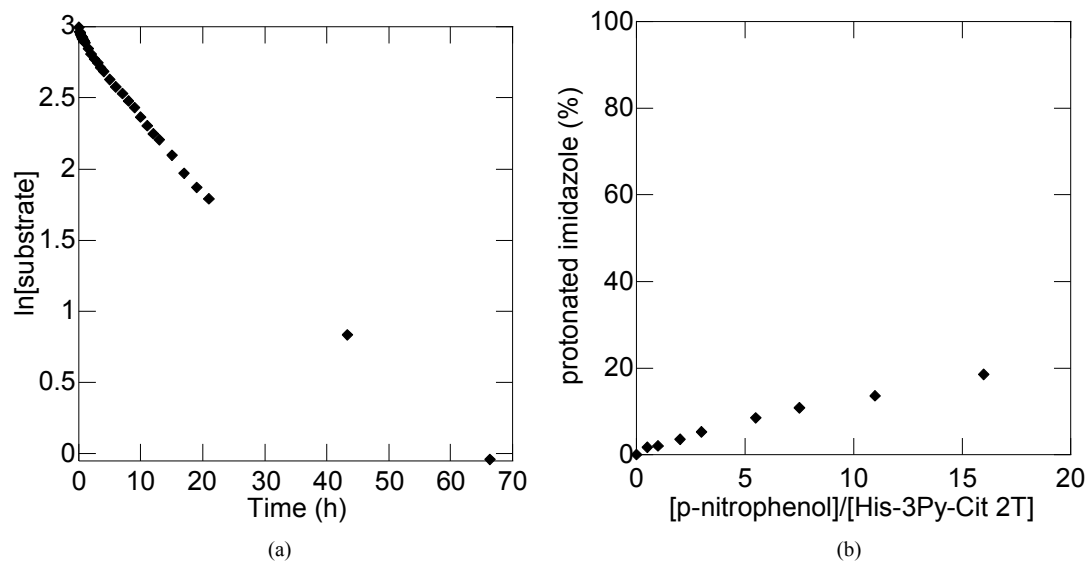 3
2.5
2
1.5
1
0.5
0
ln[substrate]
0 10 20 30 40 50 60 70
Time (h)
(a)
100
80
60
40
20
0
protonated imidazole (%)
0 5 10 15 20
[p-nitrophenol]/[His-3Py-Cit 2T]
(b)